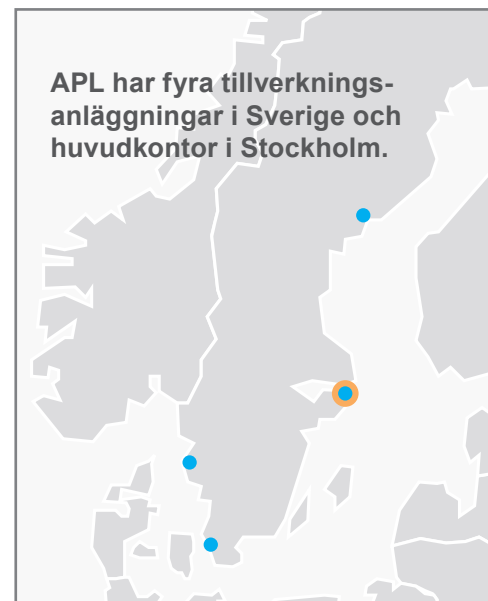 APL har fyra tillverknings-
anläggningar i Sverige och
huvudkontor i Stockholm.